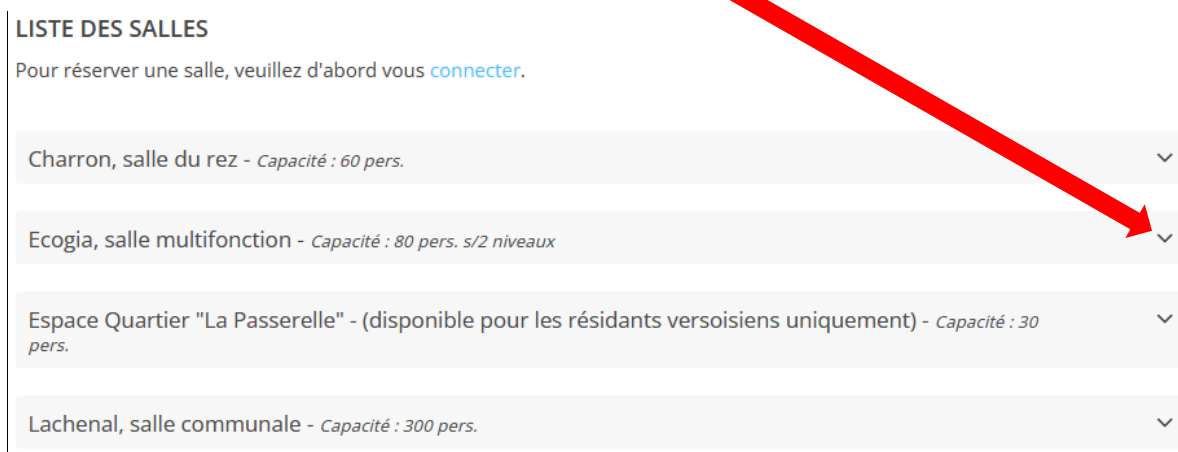 LISTE DES SALLES
Pour réserver une salle, veuillez d'abord vous connecter.
Charron, salle du rez - Capacité : 60 pers.
Ecogia, salle multifonction - Capacité : 80 pers. s/2 niveaux
Espace Quartier "La Passerelle" - (disponible pour les résidants versoisiens uniquement) - Capacité : 30
pers.
Lachenal, salle communale - Capacité : 300 pers.